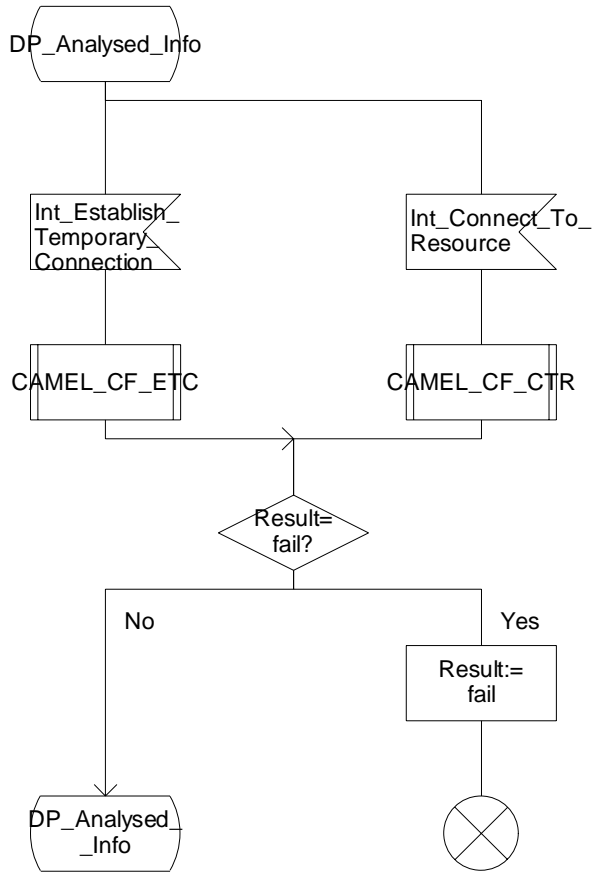 DP_Analysed_Info
Int_Establish_
Temporary_
Connection
Int_Connect_To_
Resource
CAMEL_CF_ETC
CAMEL_CF_CTR
Result=
fail?
No
Yes
Result:=
fail
DP_Analysed_
_Info